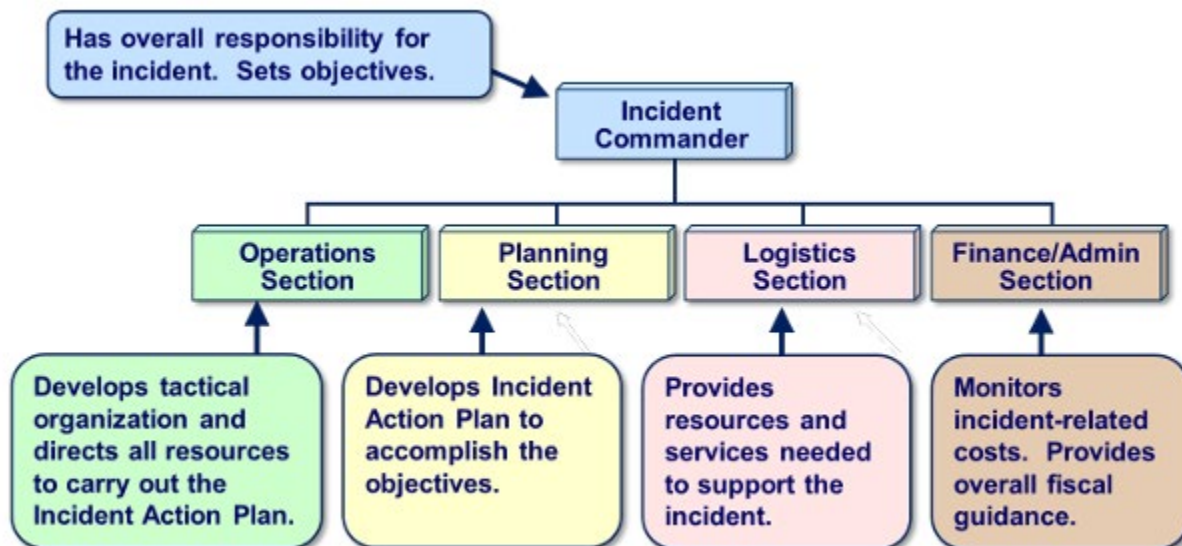 Has overall responsibility for
the incident.  Sets objectives.
Incident
Commander
Operations
Section
Planning
Section
Logistics
Section
Finance/Admin
Section
Develops tactical
organization and
directs all resources
to carry out the
Incident Action Plan.
Develops Incident
Action Plan to
accomplish the
objectives.
Provides
resources and
services needed
to support the
incident.
Monitors
incident-related
costs.  Provides
overall fiscal
guidance.